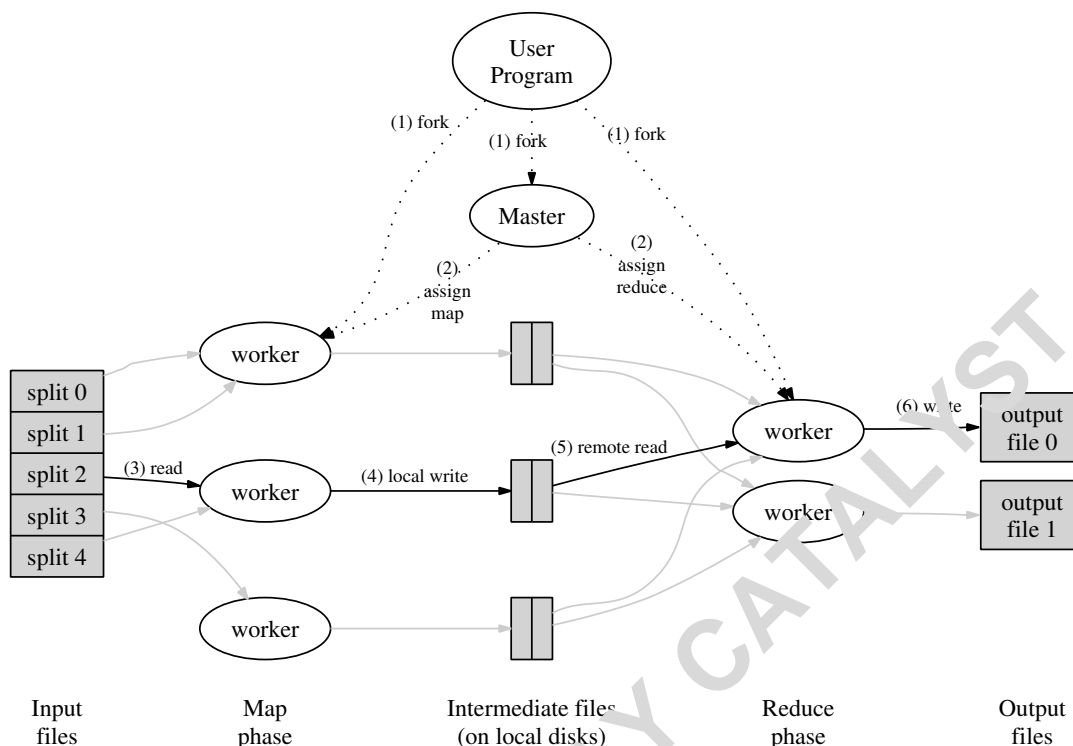 User
Program
(1) fork
(1) fork
(1) fork
Master
(2)
assign
map
(2)
assign
reduce
worker
split 0
split 1
split 2
split 3
split 4
(3) read
worker
(4) local write
(5) remote read
worker
(6) write
output
file 0
worker
output
file 1
worker
Input
files
Map
phase
Intermediate files
(on local disks)
Reduce
phase
Output
files
Y CATALYST